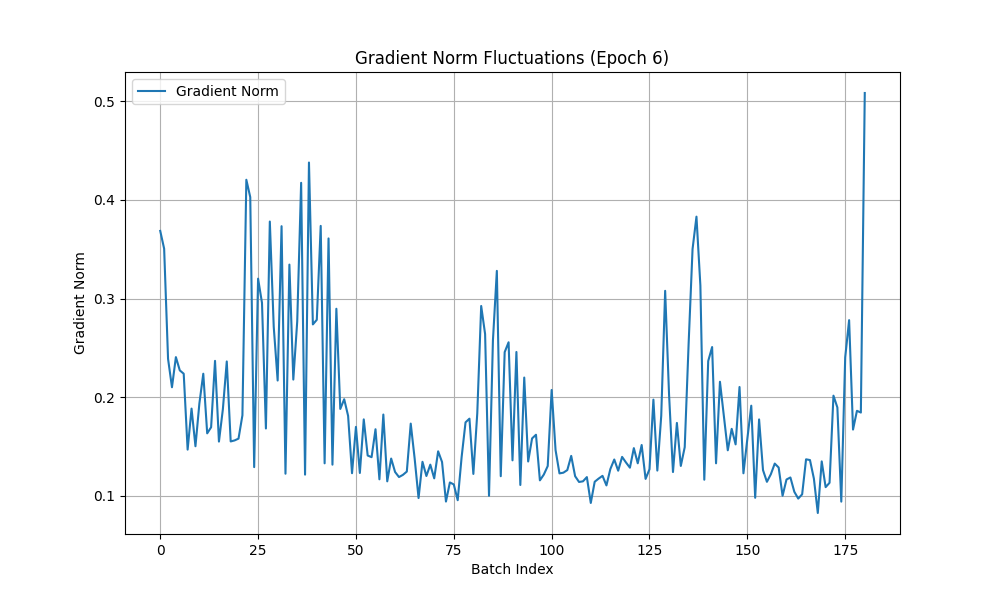 Gradient Norm Fluctuations (Epoch 6)
Gradient Norm
0.5
0.4
0.3
0.2
0.1
Gradient Norm
0 25 50 75 100 125 150 175
Batch Index